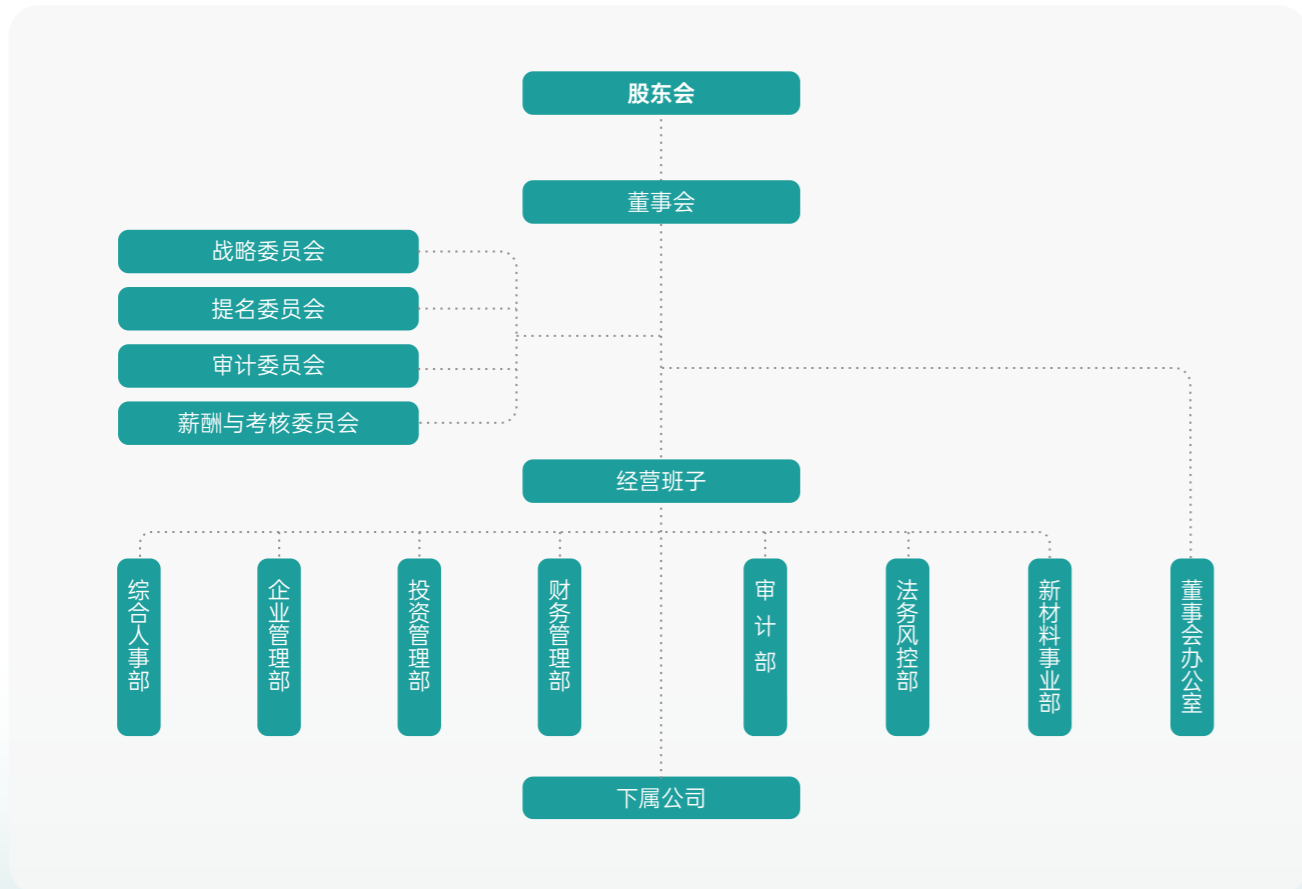 股东会
董事会
战略委员会
提名委员会
审计委员会
薪酬与考核委员会
经营班子
综合人事部
企业管理部
投资管理部
财务管理部
审计部
法务风控部
新材料事业部
董事会办公室
下属公司